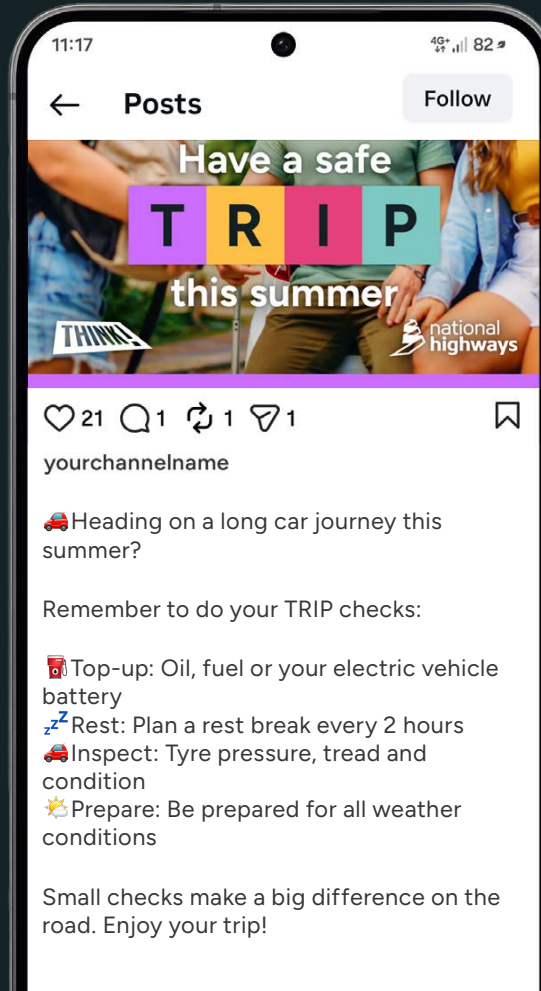 11:17
4G+ 82
Posts
Follow
Have a safe
TRIP
this summer
THINK!
national
highways
21 1 1 1
yourchannelname
🚗Heading on a long car journey this
summer?
Remember to do your TRIP checks:
⛽Top-up: Oil, fuel or your electric vehicle
battery
💤Rest: Plan a rest break every 2 hours
🚗Inspect: Tyre pressure, tread and
condition
🌤️Prepare: Be prepared for all weather
conditions
Small checks make a big difference on the
road. Enjoy your trip!